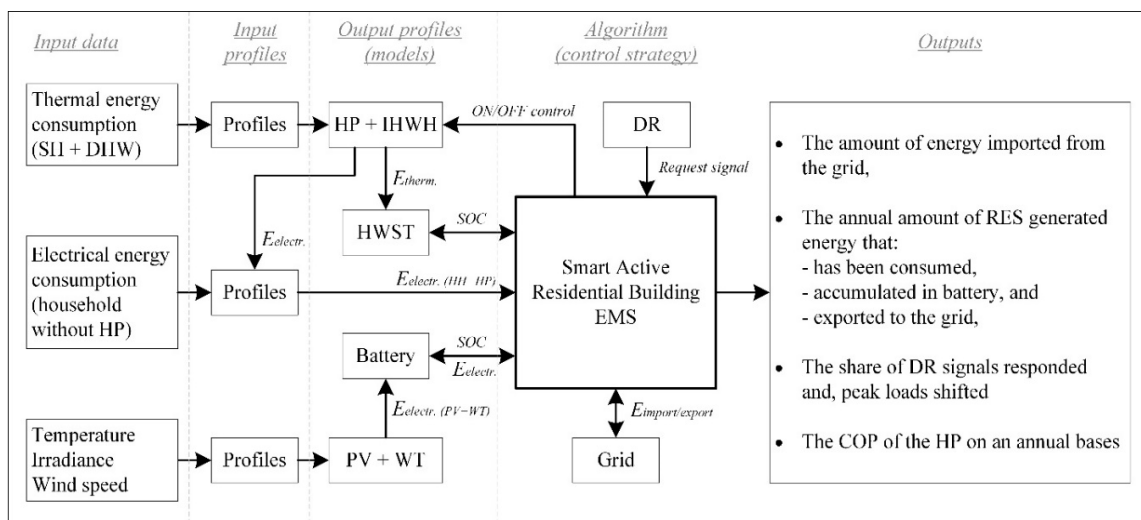 Input data
Input
profiles
Output profiles
(models)
Algorithm
(control strategy)
Outputs
Thermal energy
consumption
(SH + DHW)
Profiles
HP + IHWH
ON/OFF control
DR
Request signal
Etherm.
HWST
SOC
Eelectr.
Electrical energy
consumption
(household
without HP)
Profiles
Eelectr. (HH−HP)
Smart Active
Residential Building
EMS
Battery
SOC
Eelectr.
Eelectr. (PV−WT)
Temperature
Irradiance
Wind speed
Profiles
PV + WT
Eimport/export
Grid
• The amount of energy imported from
the grid,
• The annual amount of RES generated
energy that:
- has been consumed,
- accumulated in battery, and
- exported to the grid,
• The share of DR signals responded
and, peak loads shifted
• The COP of the HP on an annual bases